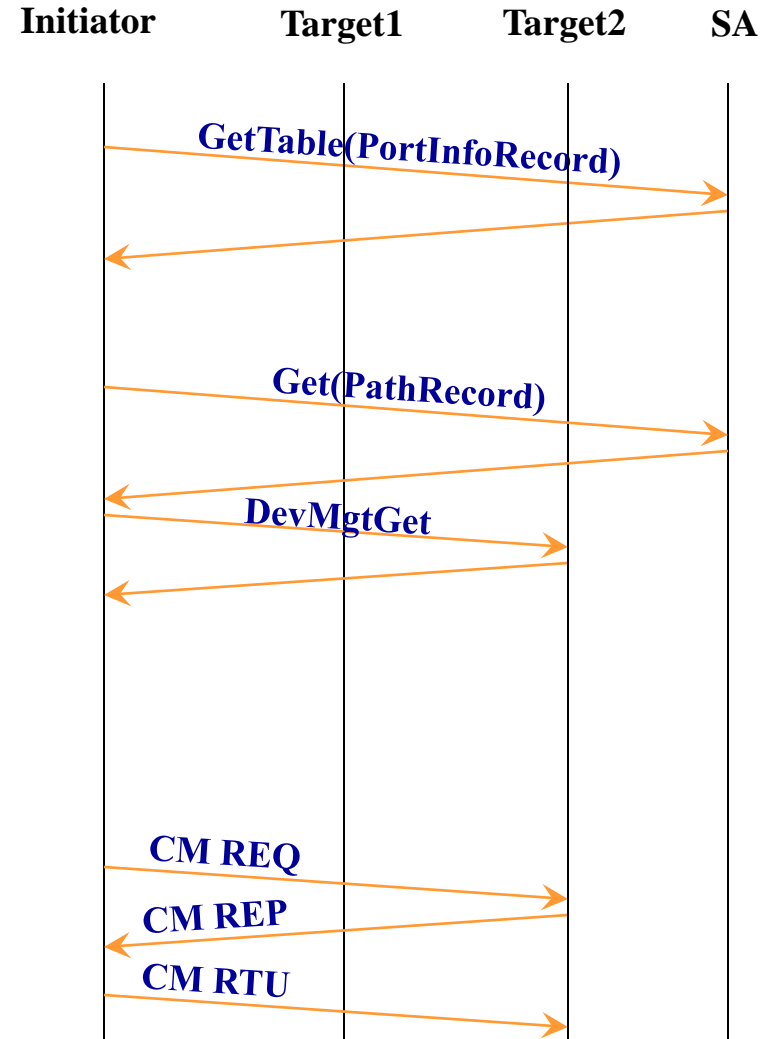 Initiator Target1 Target2 SA
GetTable(PortInfoRecord)
Get(PathRecord)
DevMgtGet
CM REQ
CM REP
CM RTU